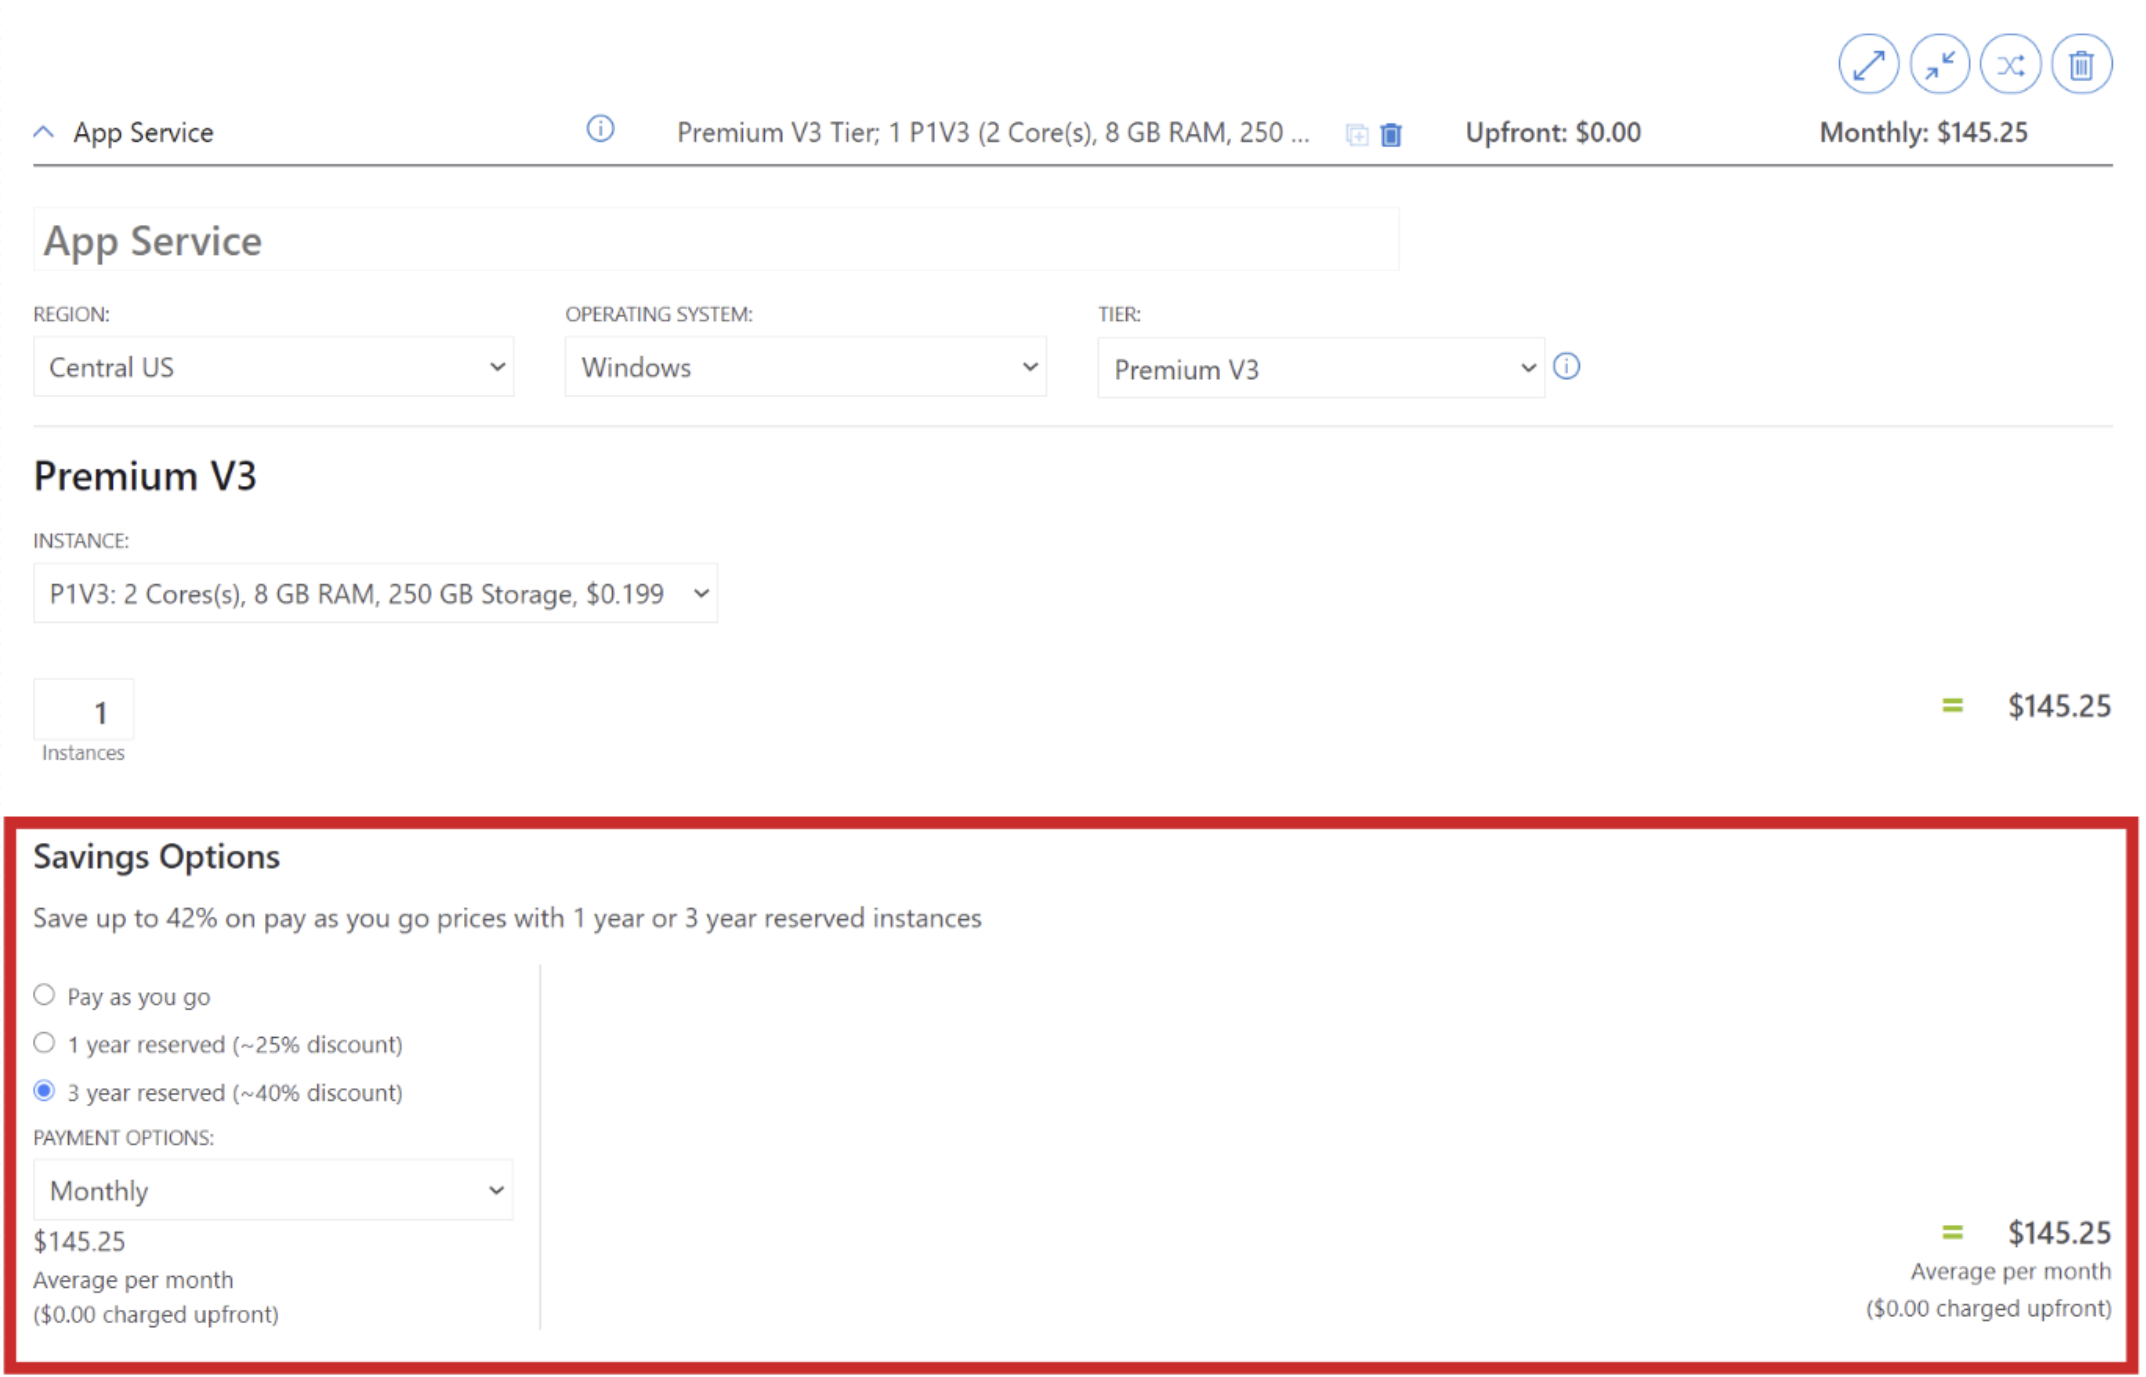 App Service
Premium V3 Tier; 1 P1V3 (2 Core(s), 8 GB RAM, 250 ...
Upfront: $0.00
Monthly: $145.25
App Service
REGION:
OPERATING SYSTEM:
TIER:
Central US
Windows
Premium V3
Premium V3
INSTANCE:
P1V3: 2 Cores(s), 8 GB RAM, 250 GB Storage, $0.199
1
Instances
= $145.25
Savings Options
Save up to 42% on pay as you go prices with 1 year or 3 year reserved instances
Pay as you go
1 year reserved (~25% discount)
3 year reserved (~40% discount)
PAYMENT OPTIONS:
Monthly
$145.25
Average per month
($0.00 charged upfront)
= $145.25
Average per month
($0.00 charged upfront)